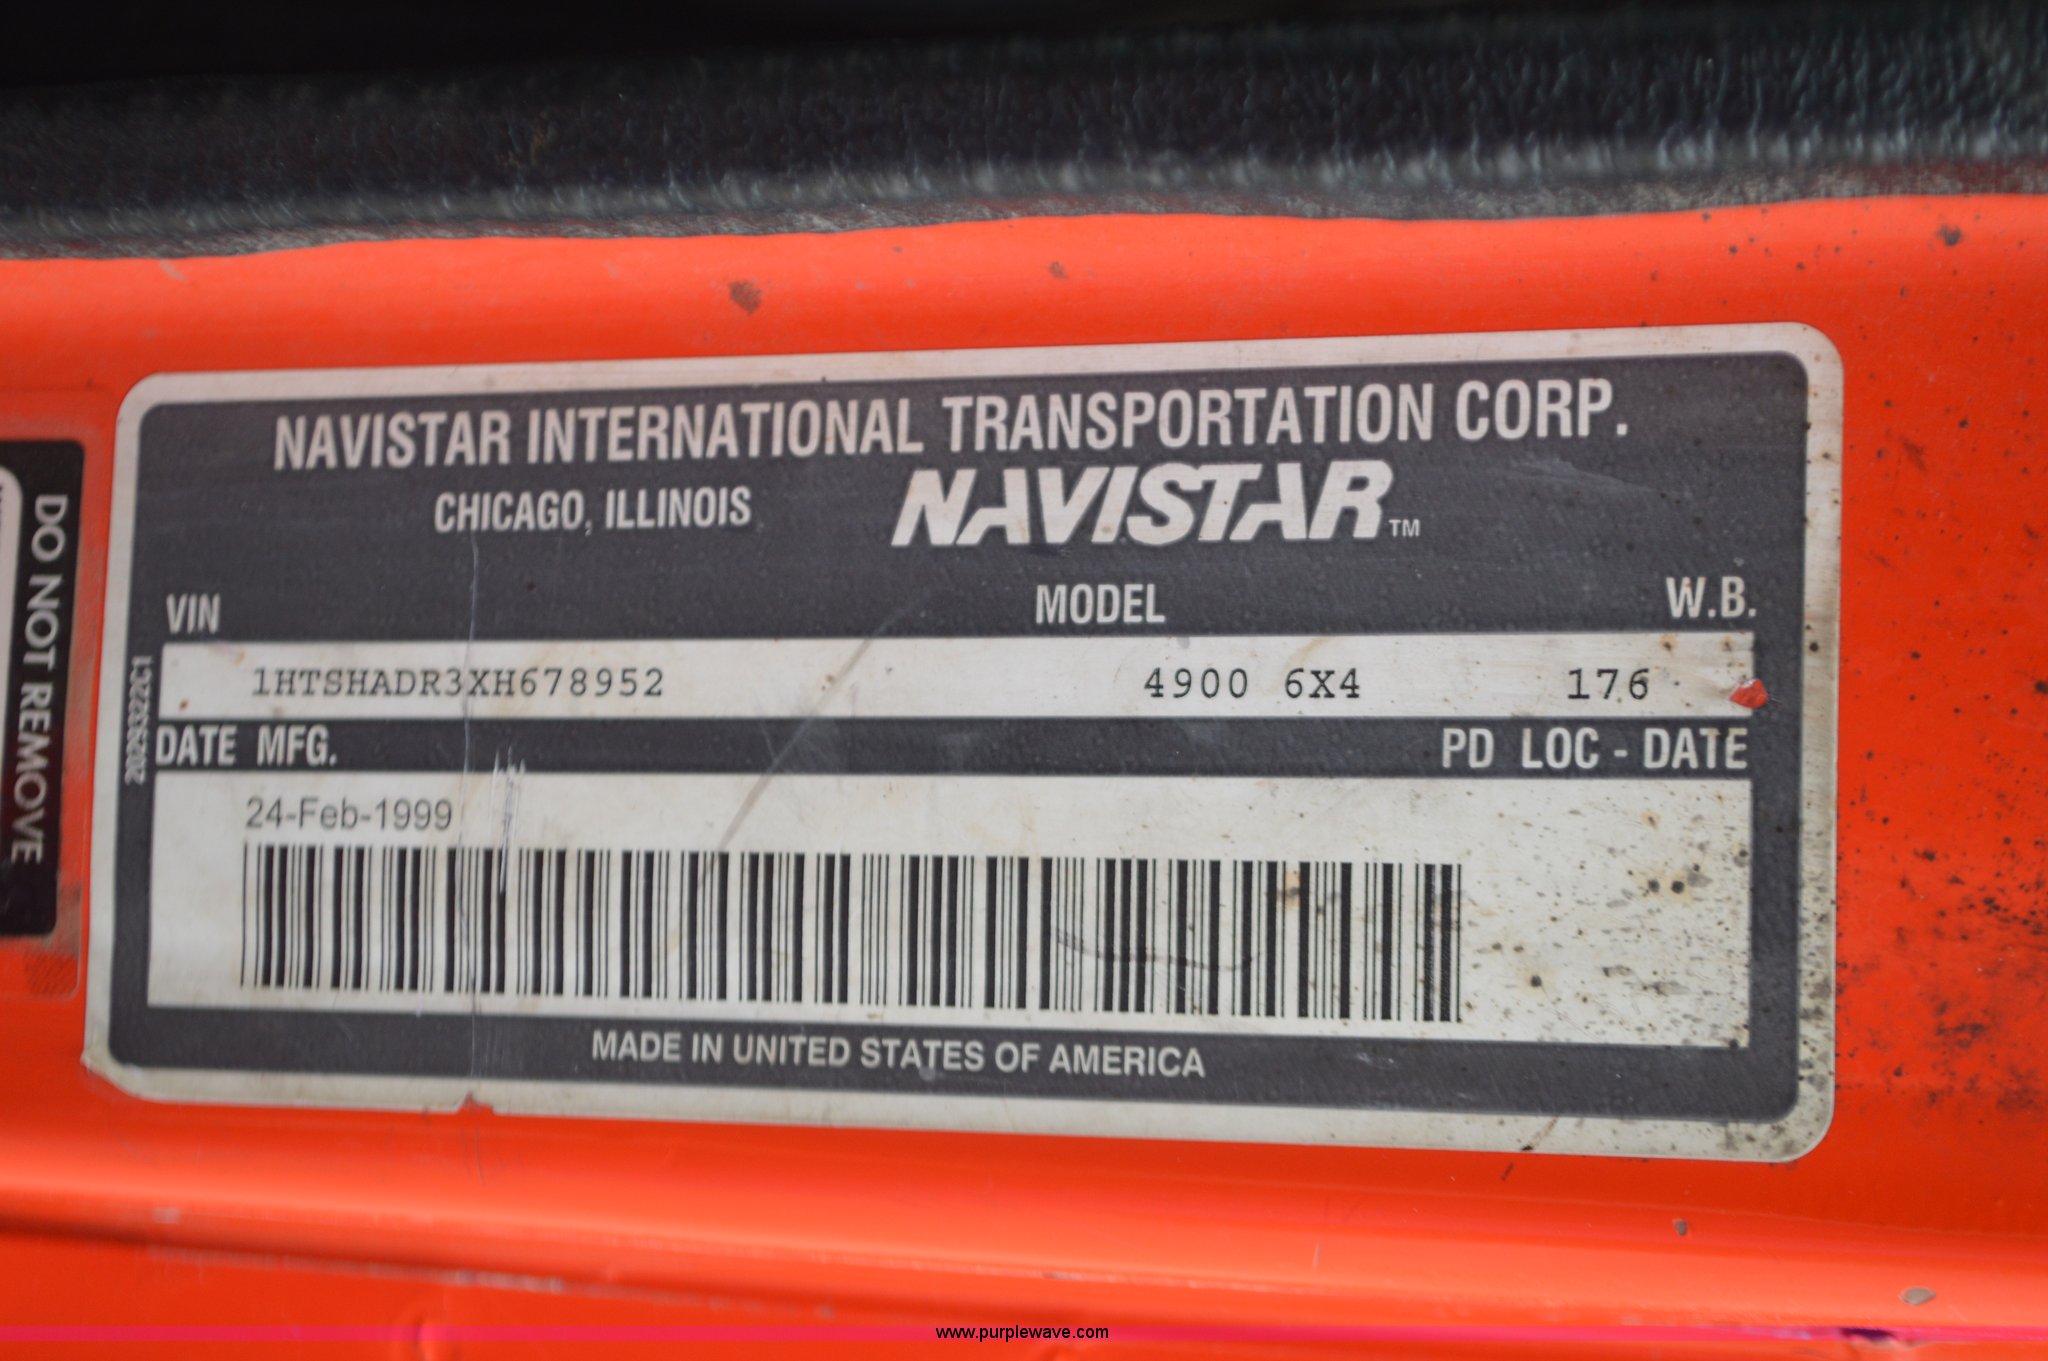 NAVISTAR INTERNATIONAL TRANSPORTATION CORP.
CHICAGO, ILLINOIS NAVISTAR™
VIN MODEL W.B.
1HTSHADR3XH678952 4900 6X4 176
DATE MFG. PD LOC - DATE
24-Feb-1999
MADE IN UNITED STATES OF AMERICA
2029322C1
DO NOT REMOVE
www.purplewave.com